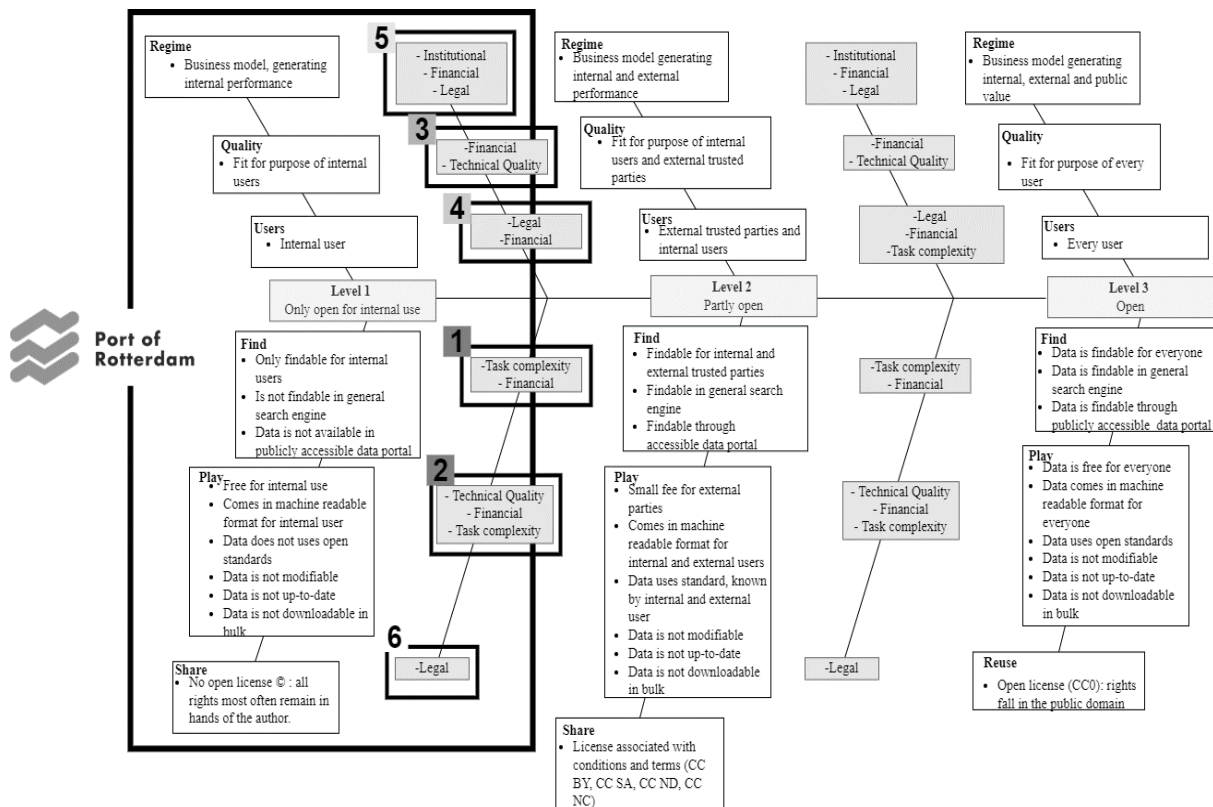 Port of
Rotterdam
Regime
• Business model, generating
internal performance
Quality
• Fit for purpose of internal
users
Users
• Internal user
Level 1
Only open for internal use
Find
• Only findable for internal
users
• Is not findable in general
search engine
• Data is not available in
publicly accessible data portal
Play
• Free for internal use
• Comes in machine readable
format for internal user
• Data does not uses open
standards
• Data is not modifiable
• Data is not up-to-date
• Data is not downloadable in
bulk
Share
• No open license © : all
rights most often remain in
hands of the author.
5
- Institutional
- Financial
- Legal
3
-Financial
- Technical Quality
4
-Legal
-Financial
1
-Task complexity
- Financial
2
- Technical Quality
- Financial
- Task complexity
6
-Legal
Regime
• Business model generating
internal and external
performance
Quality
• Fit for purpose of internal
users and external trusted
parties
Users
• External trusted parties and
internal users
Level 2
Partly open
Find
• Findable for internal and
external trusted parties
• Findable in general search
engine
• Findable through
accessible data portal
Play
• Small fee for external
parties
• Comes in machine
readable format for
internal and external users
• Data uses standard, known
by internal and external
user
• Data is not modifiable
• Data is not up-to-date
• Data is not downloadable
in bulk
Share
• License associated with
conditions and terms (CC
BY, CC SA, CC ND, CC
NC)
- Institutional
- Financial
- Legal
-Financial
- Technical Quality
-Legal
-Financial
-Task complexity
-Task complexity
- Financial
- Technical Quality
- Financial
- Task complexity
-Legal
Regime
• Business model generating
internal, external and public
value
Quality
• Fit for purpose of every
user
Users
• Every user
Level 3
Open
Find
• Data is findable for everyone
• Data is findable in general
search engine
• Data is findable through
publicly accessible data portal
Play
• Data is free for everyone
• Data comes in machine
readable format for
everyone
• Data uses open standards
• Data is not modifiable
• Data is not up-to-date
• Data is not downloadable
in bulk
Reuse
• Open license (CC0): rights
fall in the public domain